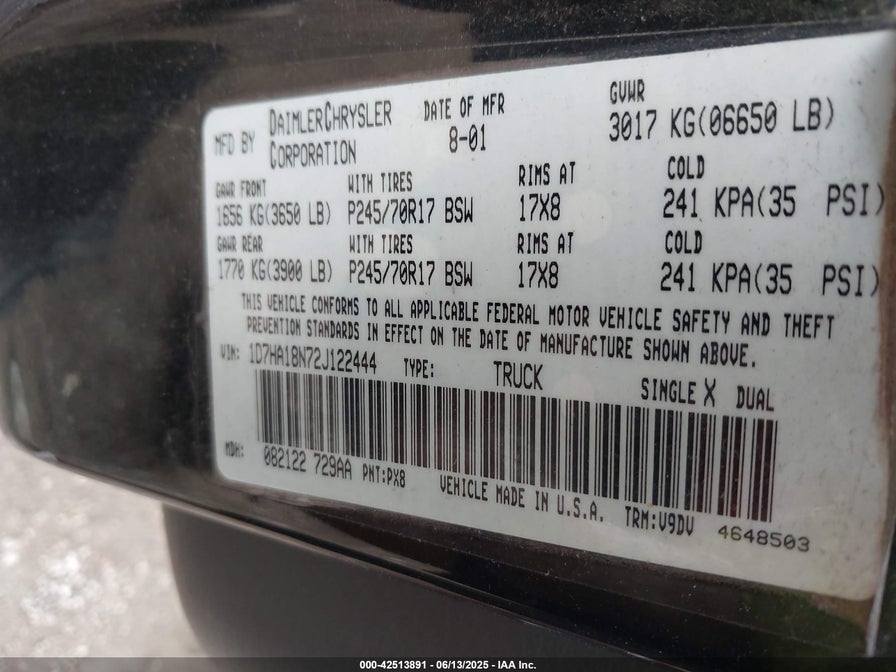 MFD BY DAIMLERCHRYSLER CORPORATION
DATE OF MFR 8-01
GVWR 3017 KG(06650 LB)
GAWR FRONT WITH TIRES RIMS AT COLD
1656 KG(3650 LB) P245/70R17 BSW 17X8 241 KPA(35 PSI)
GAWR REAR WITH TIRES RIMS AT COLD
1770 KG(3900 LB) P245/70R17 BSW 17X8 241 KPA(35 PSI)
THIS VEHICLE CONFORMS TO ALL APPLICABLE FEDERAL MOTOR VEHICLE SAFETY AND THEFT
PREVENTION STANDARDS IN EFFECT ON THE DATE OF MANUFACTURE SHOWN ABOVE.
VIN: 1D7HA18N72J122444 TYPE: TRUCK SINGLE X DUAL
MDH: 082122 729AA PNT:PX8 VEHICLE MADE IN U.S.A. TRM:V9DV 4648503
000-42513891 - 06/13/2025 - IAA Inc.